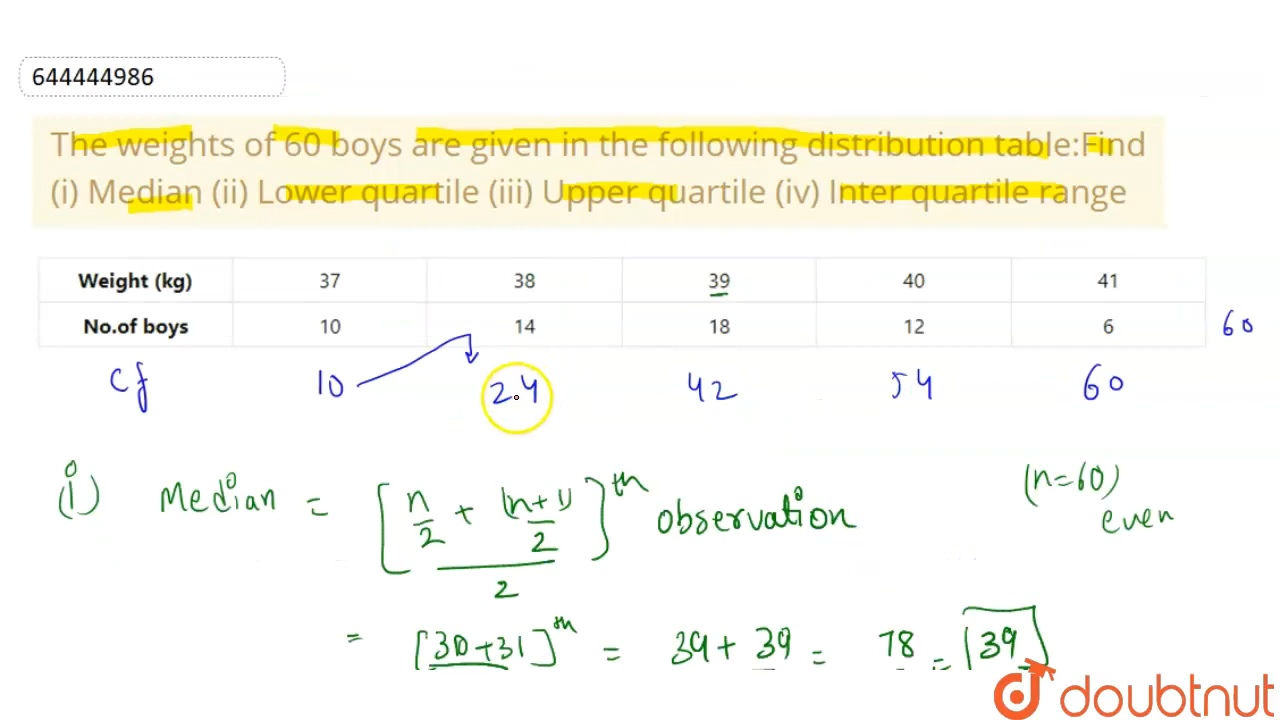 644444986
The weights of 60 boys are given in the following distribution table:Find
(i) Median (ii) Lower quartile (iii) Upper quartile (iv) Inter quartile range
Weight (kg) 37 38 39 40 41
No.of boys 10 14 18 12 6 60
cf 10 24 42 54 60
(i) Median = [n/2 + (n+1)/2 / 2]th observation (n=60) even
= [30+31]th = 39+39 = 78 = 39
doubtnut